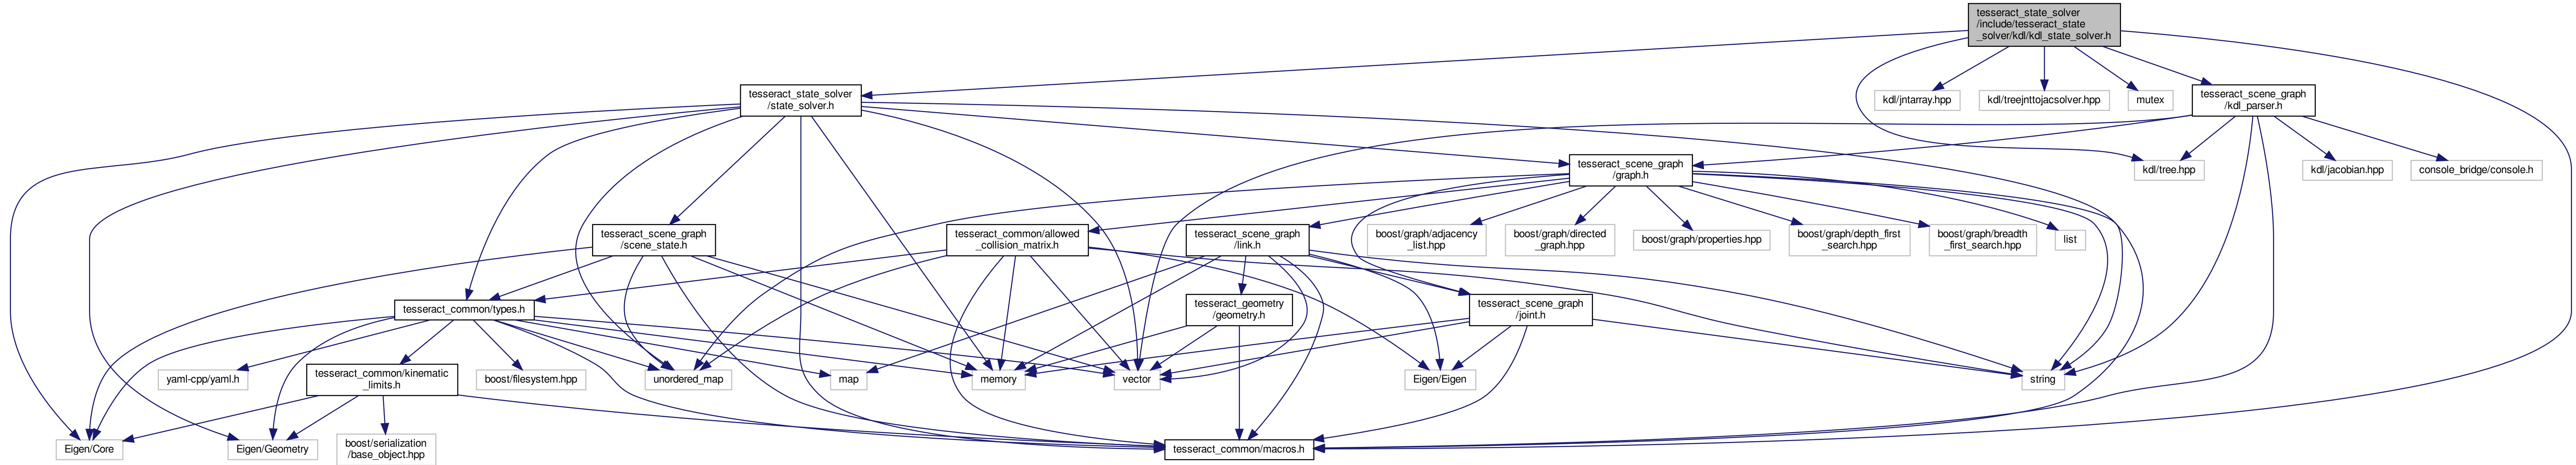 tesseract_state_solver
/include/tesseract_state
_solver/kdl/kdl_state_solver.h
tesseract_state_solver
/state_solver.h
kdl/jntarray.hpp
kdl/treejnttojacsolver.hpp
mutex
tesseract_scene_graph
/kdl_parser.h
tesseract_scene_graph
/graph.h
kdl/tree.hpp
kdl/jacobian.hpp
console_bridge/console.h
tesseract_scene_graph
/scene_state.h
tesseract_common/allowed
_collision_matrix.h
tesseract_scene_graph
/link.h
boost/graph/adjacency
_list.hpp
boost/graph/directed
_graph.hpp
boost/graph/properties.hpp
boost/graph/depth_first
_search.hpp
boost/graph/breadth
_first_search.hpp
list
tesseract_common/types.h
tesseract_geometry
/geometry.h
tesseract_scene_graph
/joint.h
yaml-cpp/yaml.h
tesseract_common/kinematic
_limits.h
boost/filesystem.hpp
unordered_map
map
memory
vector
Eigen/Eigen
string
Eigen/Core
Eigen/Geometry
boost/serialization
/base_object.hpp
tesseract_common/macros.h